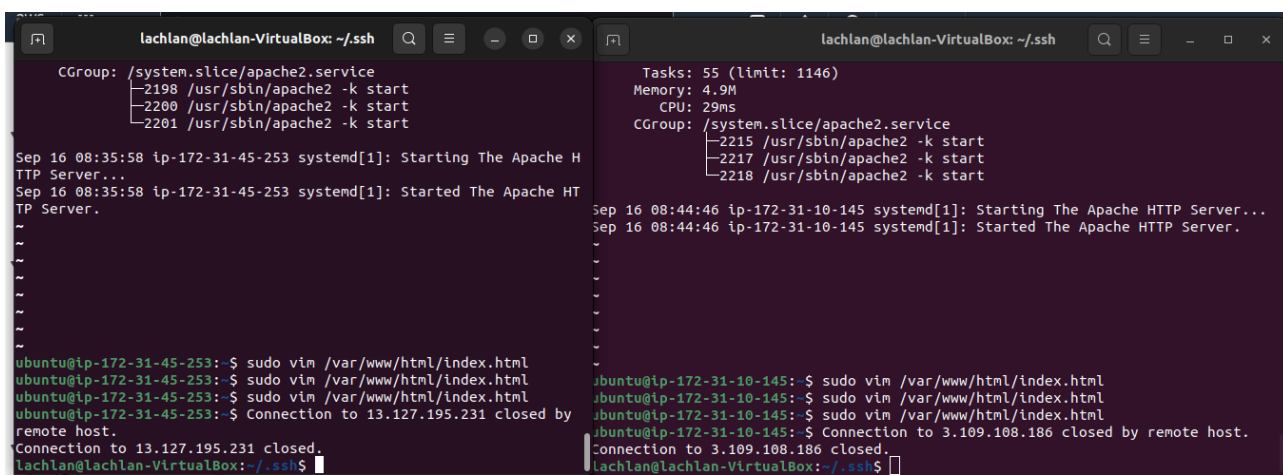 lachlan@lachlan-VirtualBox: ~/.ssh
CGroup: /system.slice/apache2.service
├─2198 /usr/sbin/apache2 -k start
├─2200 /usr/sbin/apache2 -k start
└─2201 /usr/sbin/apache2 -k start
Sep 16 08:35:58 ip-172-31-45-253 systemd[1]: Starting The Apache H
TTP Server...
Sep 16 08:35:58 ip-172-31-45-253 systemd[1]: Started The Apache HT
TP Server.
~
~
~
~
~
~
~
~
ubuntu@ip-172-31-45-253:~$ sudo vim /var/www/html/index.html
ubuntu@ip-172-31-45-253:~$ sudo vim /var/www/html/index.html
ubuntu@ip-172-31-45-253:~$ sudo vim /var/www/html/index.html
ubuntu@ip-172-31-45-253:~$ Connection to 13.127.195.231 closed by
remote host.
Connection to 13.127.195.231 closed.
lachlan@lachlan-VirtualBox:~/.ssh$
lachlan@lachlan-VirtualBox: ~/.ssh
Tasks: 55 (limit: 1146)
Memory: 4.9M
CPU: 29ms
CGroup: /system.slice/apache2.service
├─2215 /usr/sbin/apache2 -k start
├─2217 /usr/sbin/apache2 -k start
└─2218 /usr/sbin/apache2 -k start
Sep 16 08:44:46 ip-172-31-10-145 systemd[1]: Starting The Apache HTTP Server...
Sep 16 08:44:46 ip-172-31-10-145 systemd[1]: Started The Apache HTTP Server.
~
~
~
~
~
~
~
~
ubuntu@ip-172-31-10-145:~$ sudo vim /var/www/html/index.html
ubuntu@ip-172-31-10-145:~$ sudo vim /var/www/html/index.html
ubuntu@ip-172-31-10-145:~$ sudo vim /var/www/html/index.html
ubuntu@ip-172-31-10-145:~$ Connection to 3.109.108.186 closed by remote host.
Connection to 3.109.108.186 closed.
lachlan@lachlan-VirtualBox:~/.ssh$